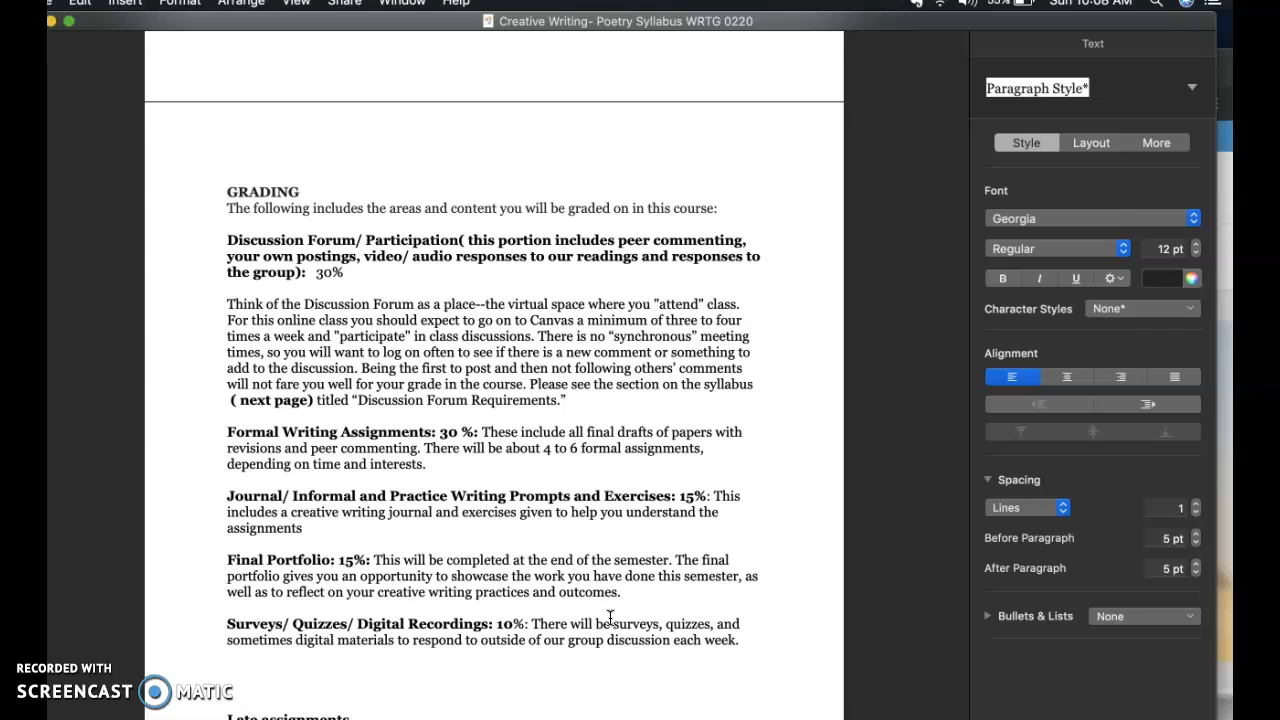 Edit Insert Format Arrange View Share Window Help 53% Sun 10:08 AM
Creative Writing- Poetry Syllabus WRTG 0220
Text
Paragraph Style*
Style Layout More
GRADING
The following includes the areas and content you will be graded on in this course:
Discussion Forum/ Participation( this portion includes peer commenting,
your own postings, video/ audio responses to our readings and responses to
the group): 30%
Think of the Discussion Forum as a place--the virtual space where you "attend" class.
For this online class you should expect to go on to Canvas a minimum of three to four
times a week and "participate" in class discussions. There is no “synchronous” meeting
times, so you will want to log on often to see if there is a new comment or something to
add to the discussion. Being the first to post and then not following others’ comments
will not fare you well for your grade in the course. Please see the section on the syllabus
( next page) titled “Discussion Forum Requirements.”
Formal Writing Assignments: 30 %: These include all final drafts of papers with
revisions and peer commenting. There will be about 4 to 6 formal assignments,
depending on time and interests.
Journal/ Informal and Practice Writing Prompts and Exercises: 15%: This
includes a creative writing journal and exercises given to help you understand the
assignments
Final Portfolio: 15%: This will be completed at the end of the semester. The final
portfolio gives you an opportunity to showcase the work you have done this semester, as
well as to reflect on your creative writing practices and outcomes.
Surveys/ Quizzes/ Digital Recordings: 10%: There will be surveys, quizzes, and
sometimes digital materials to respond to outside of our group discussion each week.
Late assignments
Font
Georgia
Regular 12 pt
B I U
Character Styles None*
Alignment
Spacing
Lines 1
Before Paragraph 5 pt
After Paragraph 5 pt
Bullets & Lists None
RECORDED WITH
SCREENCAST MATIC